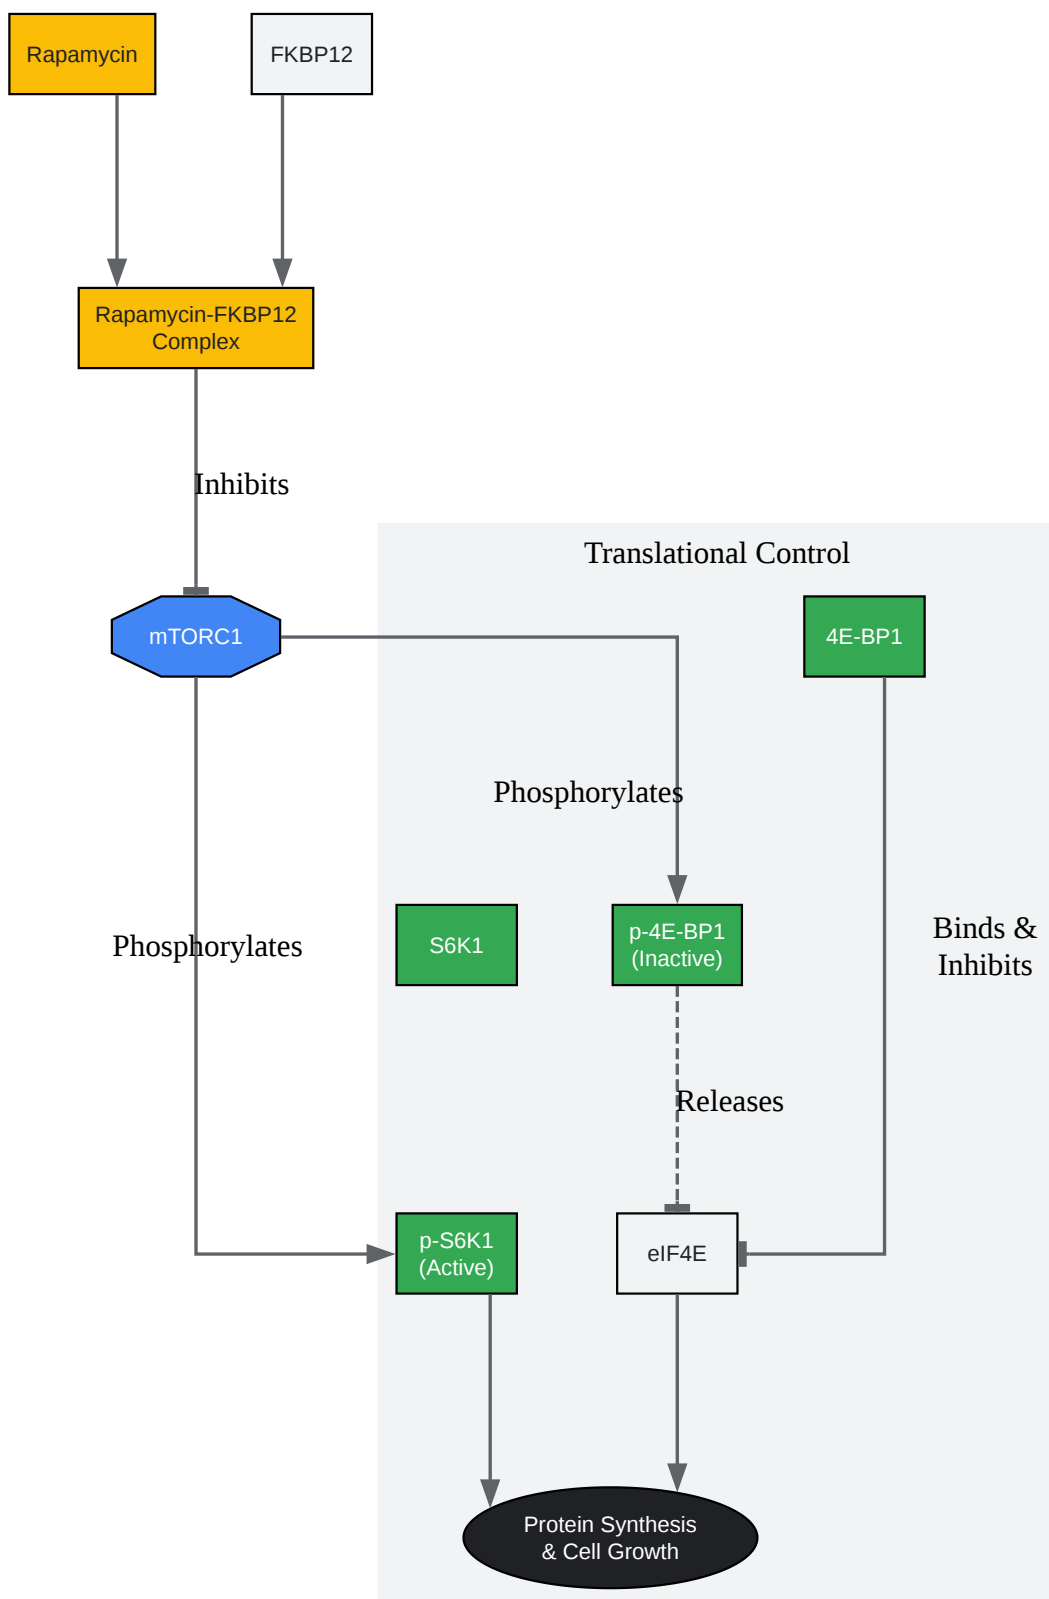 Rapamycin
FKBP12
Rapamycin-FKBP12
Complex
Inhibits
Translational Control
mTORC1
4E-BP1
Phosphorylates
S6K1
p-4E-BP1
(Inactive)
Phosphorylates
Binds &
Inhibits
Releases
p-S6K1
(Active)
eIF4E
Protein Synthesis
& Cell Growth